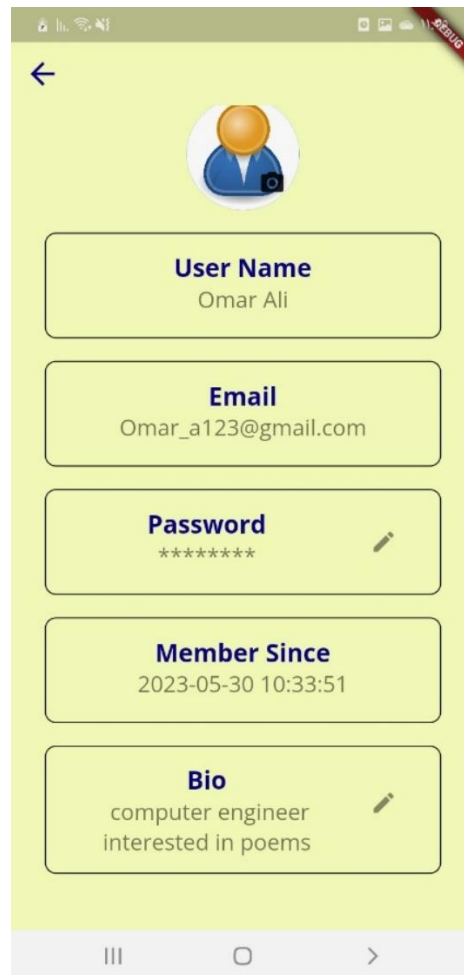 DEBUG
User Name
Omar Ali
Email
Omar_a123@gmail.com
Password
********
Member Since
2023-05-30 10:33:51
Bio
computer engineer
interested in poems